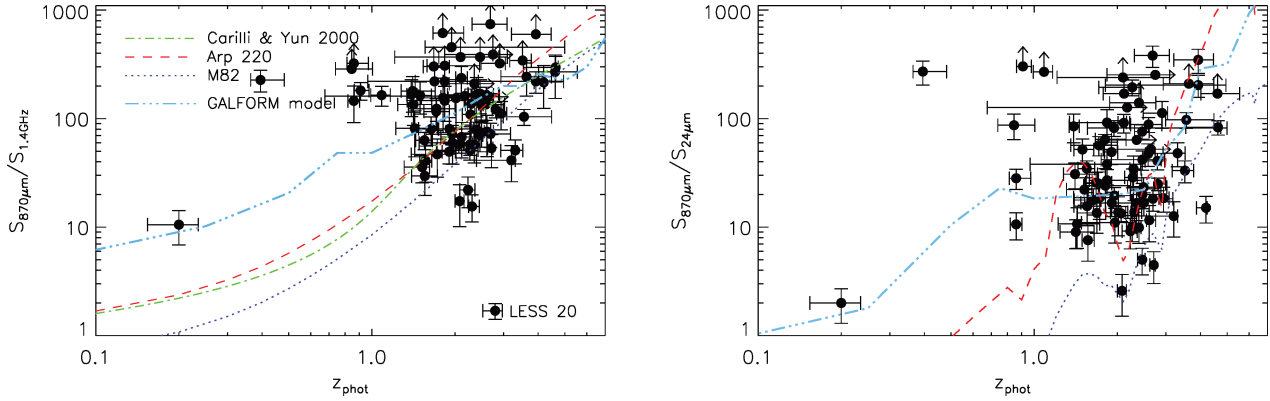 1000
100
10
1
S870μm/S1.4GHz
Carilli & Yun 2000
Arp 220
M82
GALFORM model
LESS 20
0.1
1.0
zphot
1000
100
10
1
S870μm/S24μm
0.1
1.0
zphot